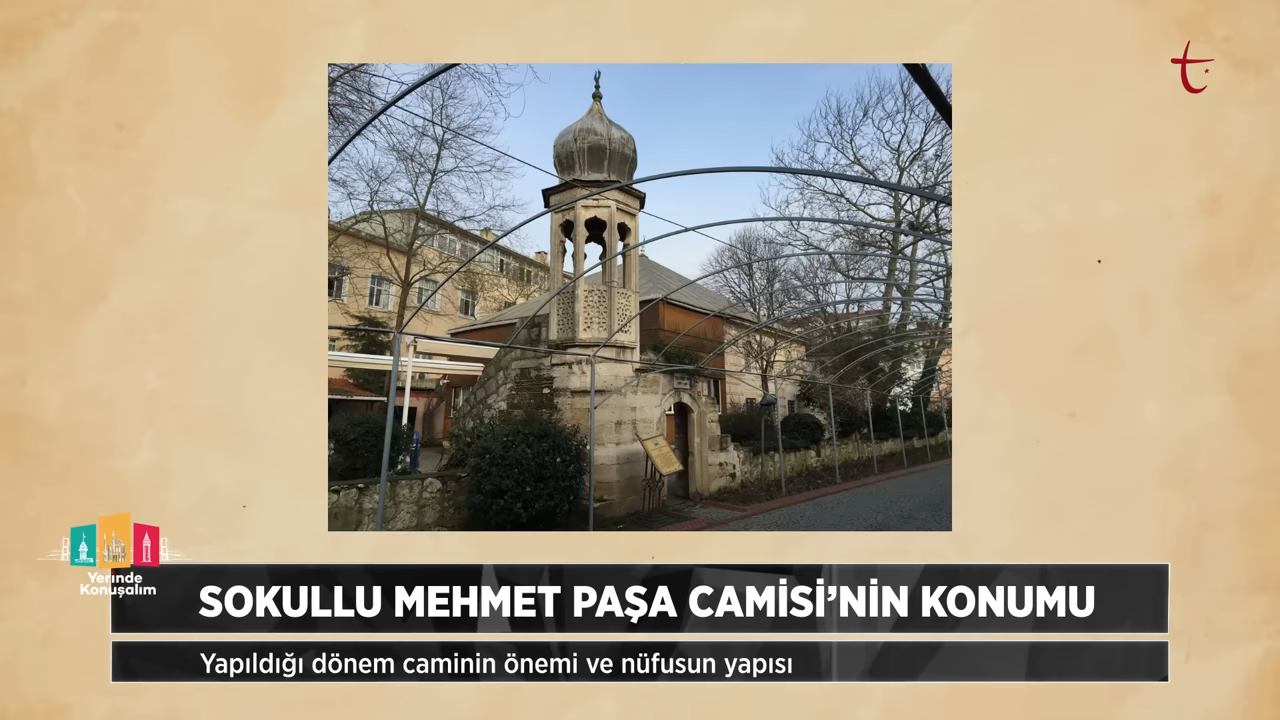 Yerinde
Konuşalım
SOKULLU MEHMET PAŞA CAMİSİ'NİN KONUMU
Yapıldığı dönem caminin önemi ve nüfusun yapısı